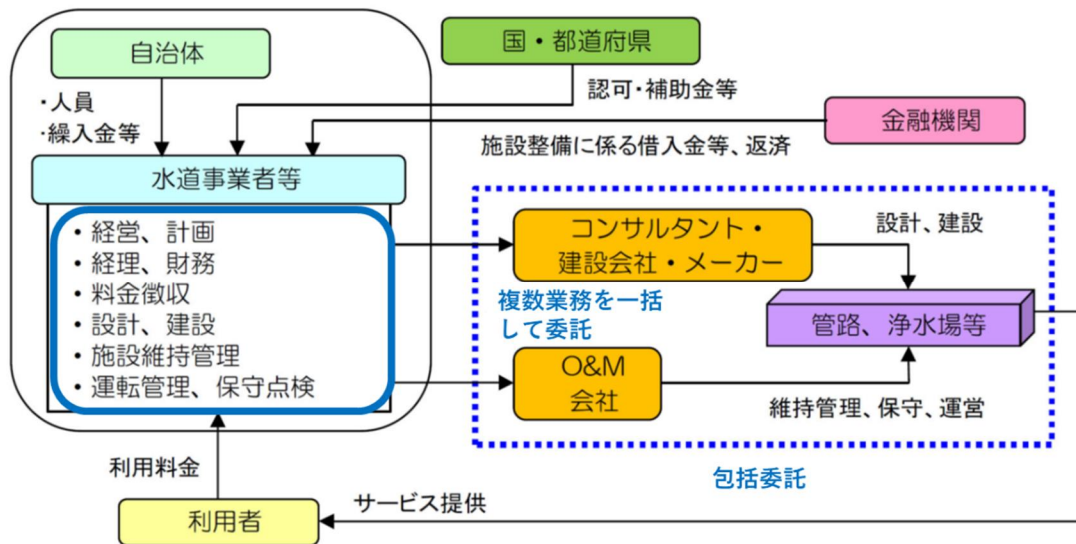 自治体
国・都道府県
・人員
・繰入金等
認可・補助金等
金融機関
施設整備に係る借入金等、返済
水道事業者等
・経営、計画
・経理、財務
・料金徴収
・設計、建設
・施設維持管理
・運転管理、保守点検
コンサルタント・
建設会社・メーカー
設計、建設
複数業務を一括
して委託
管路、浄水場等
O&M
会社
維持管理、保守、運営
包括委託
利用料金
サービス提供
利用者